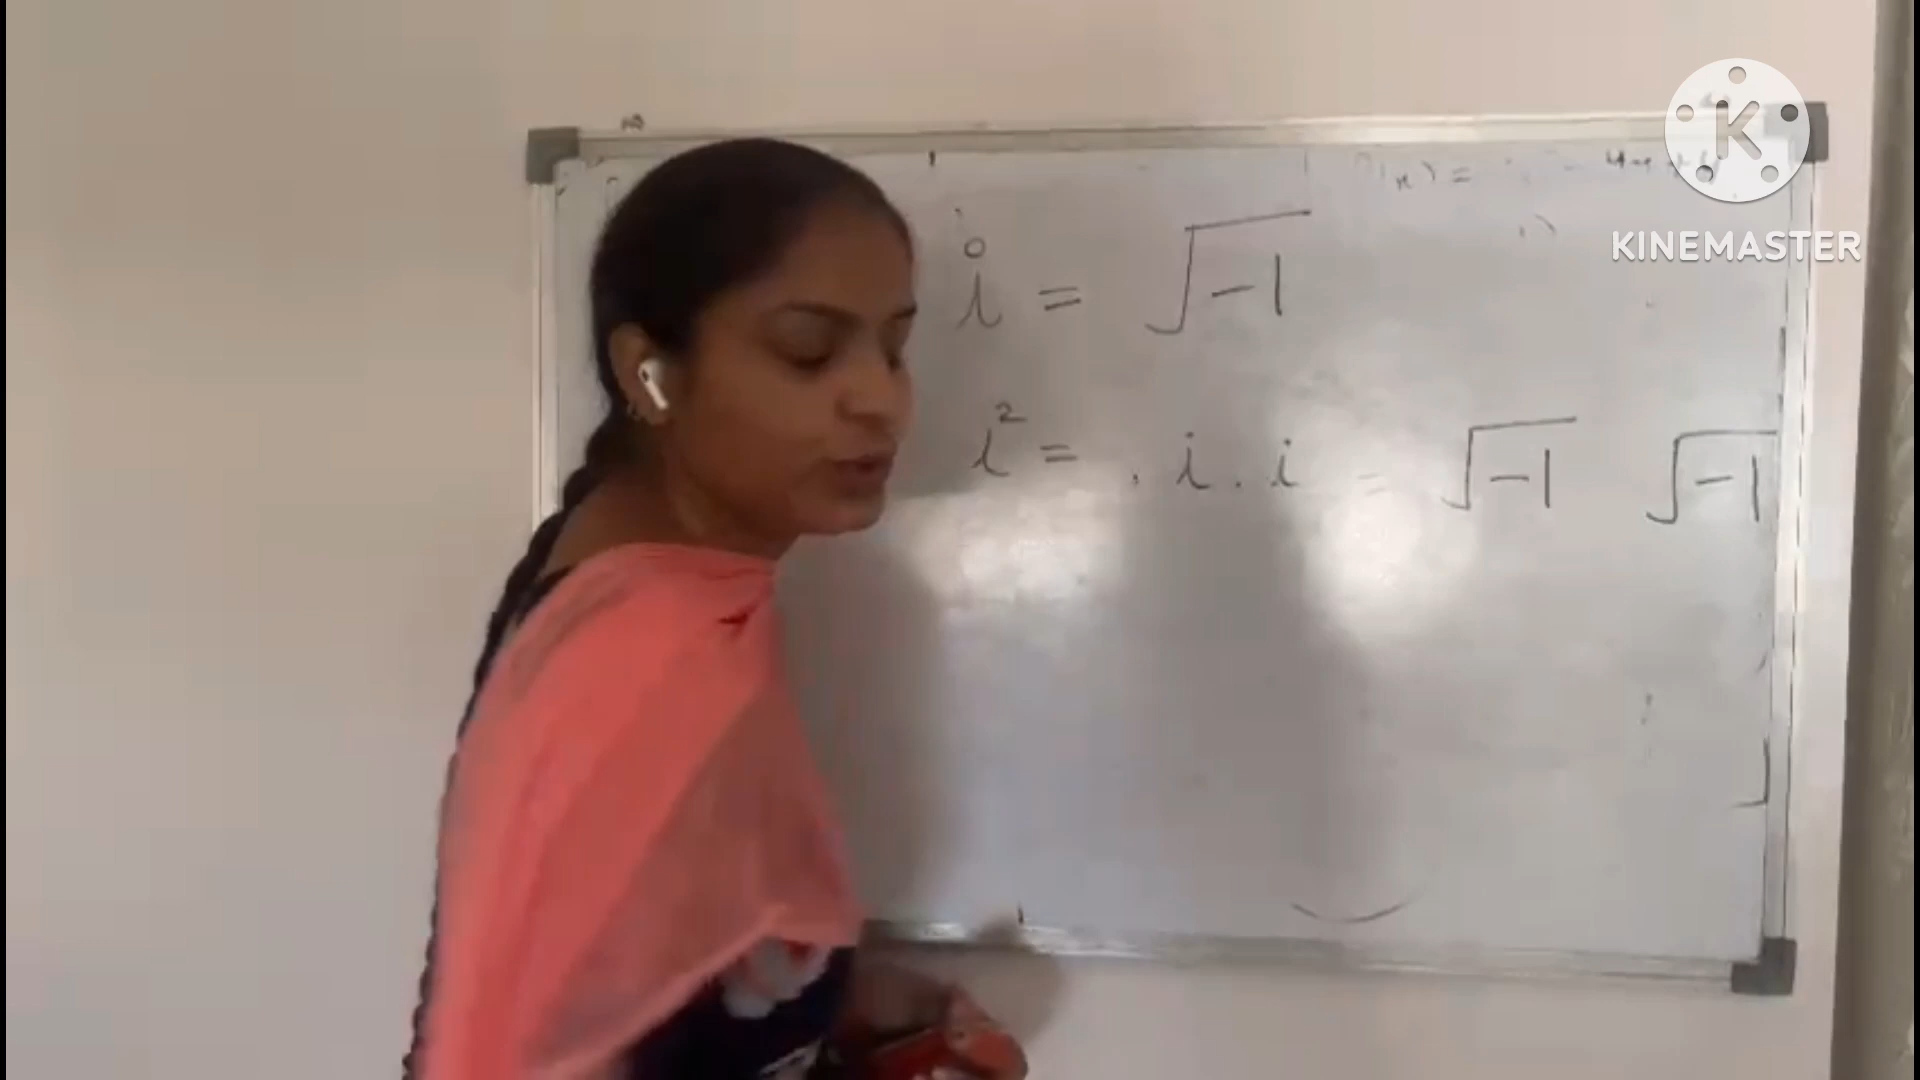 K
KINEMASTER
i = √-1
i² = . i . i = √-1 √-1